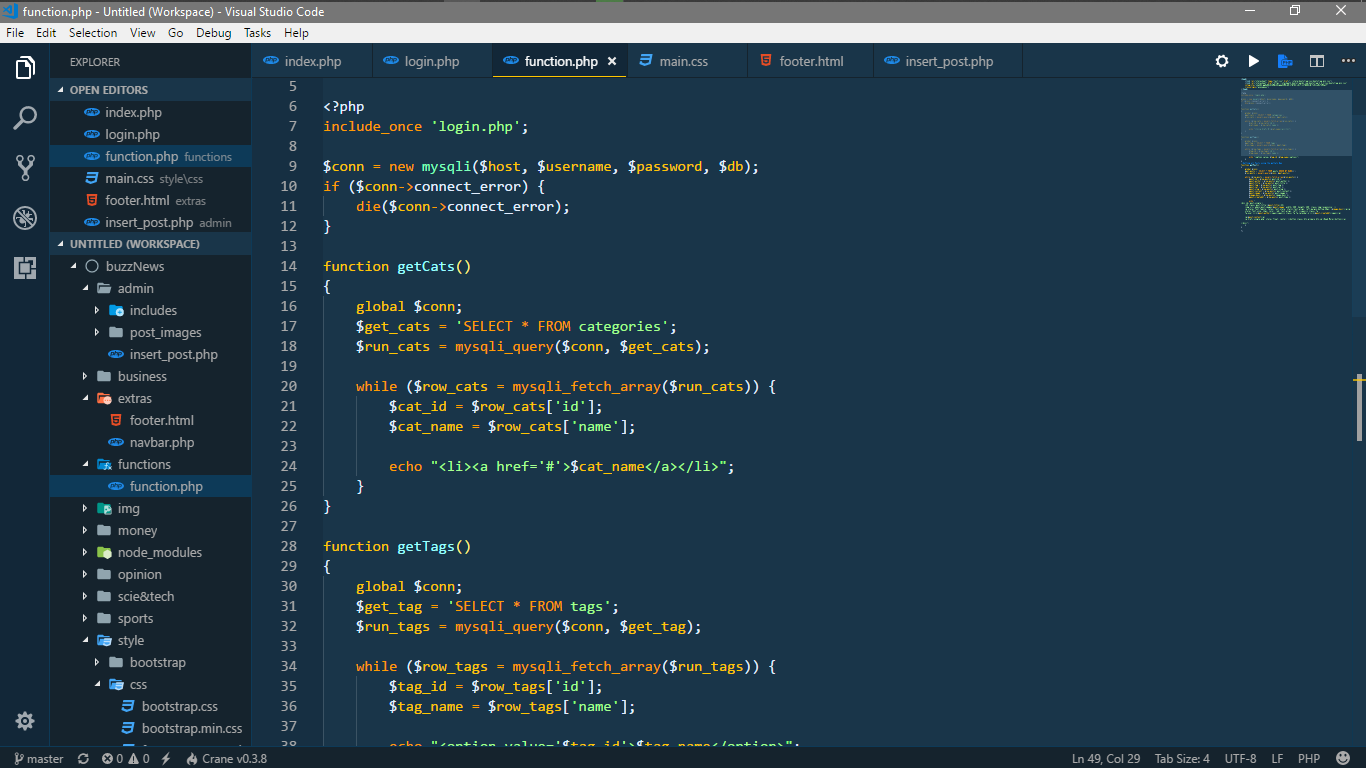 function.php - Untitled (Workspace) - Visual Studio Code
File Edit Selection View Go Debug Tasks Help
EXPLORER
OPEN EDITORS
index.php
login.php
function.php functions
main.css style\css
footer.html extras
insert_post.php admin
UNTITLED (WORKSPACE)
buzzNews
admin
includes
post_images
insert_post.php
business
extras
footer.html
navbar.php
functions
function.php
img
money
node_modules
opinion
scie&tech
sports
style
bootstrap
css
bootstrap.css
bootstrap.min.css
index.php login.php function.php × main.css footer.html insert_post.php
5
6 <?php
7 include_once 'login.php';
8
9 $conn = new mysqli($host, $username, $password, $db);
10 if ($conn->connect_error) {
11 die($conn->connect_error);
12 }
13
14 function getCats()
15 {
16 global $conn;
17 $get_cats = 'SELECT * FROM categories';
18 $run_cats = mysqli_query($conn, $get_cats);
19
20 while ($row_cats = mysqli_fetch_array($run_cats)) {
21 $cat_id = $row_cats['id'];
22 $cat_name = $row_cats['name'];
23
24 echo "<li><a href='#'>$cat_name</a></li>";
25 }
26 }
27
28 function getTags()
29 {
30 global $conn;
31 $get_tag = 'SELECT * FROM tags';
32 $run_tags = mysqli_query($conn, $get_tag);
33
34 while ($row_tags = mysqli_fetch_array($run_tags)) {
35 $tag_id = $row_tags['id'];
36 $tag_name = $row_tags['name'];
37
38 echo "<option value='$tag_id'>$tag_name</option>";
master 0 0 Crane v0.3.8 Ln 49, Col 29 Tab Size: 4 UTF-8 LF PHP